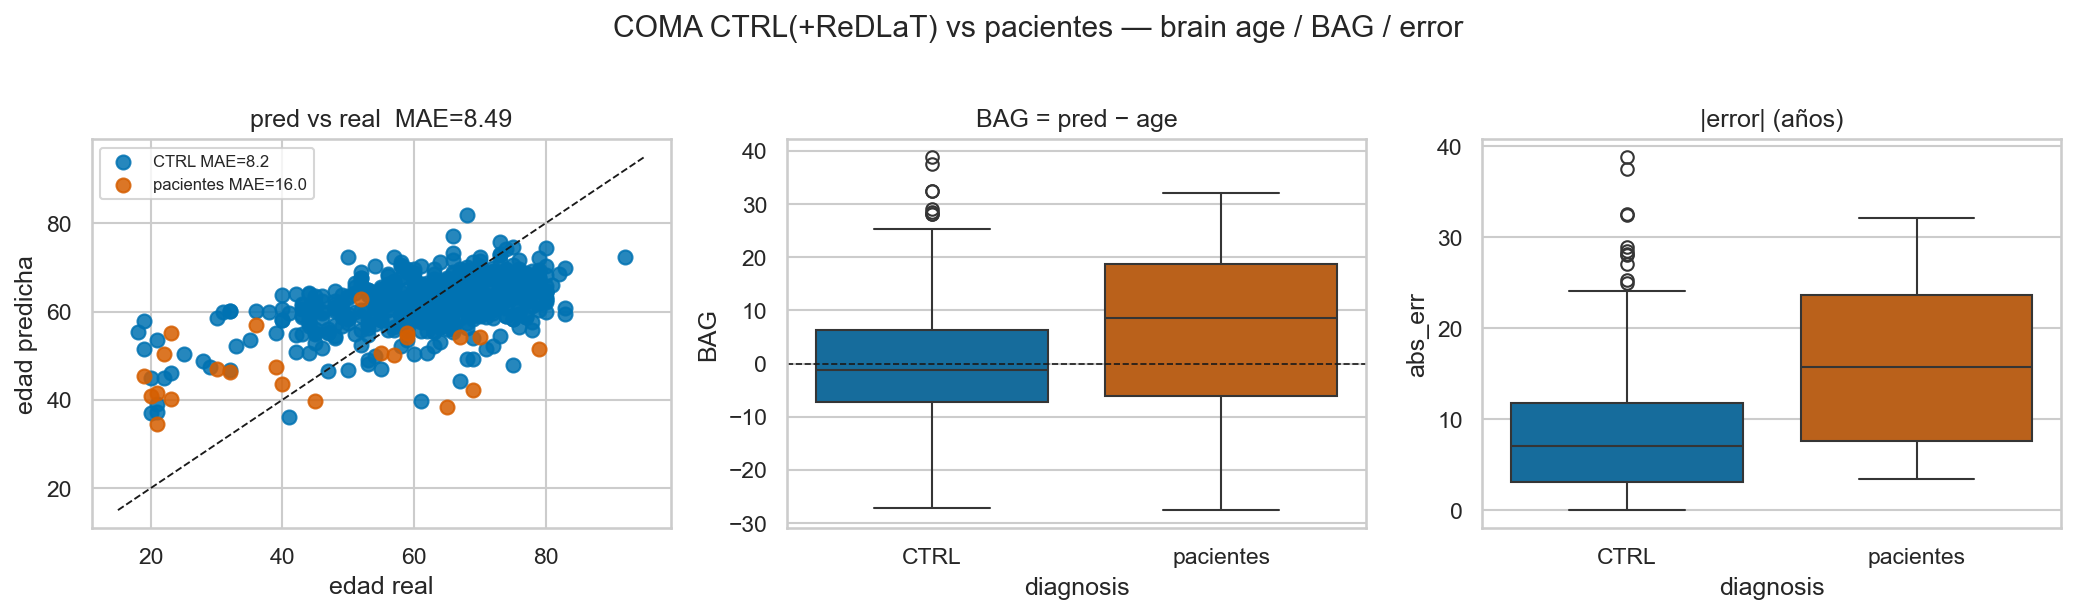 COMA CTRL(+ReDLaT) vs pacientes — brain age / BAG / error
pred vs real  MAE=8.49
CTRL MAE=8.2
pacientes MAE=16.0
edad predicha
80
60
40
20
20 40 60 80
edad real
BAG = pred − age
BAG
40
30
20
10
0
−10
−20
−30
CTRL pacientes
diagnosis
|error| (años)
abs_err
40
30
20
10
0
CTRL pacientes
diagnosis